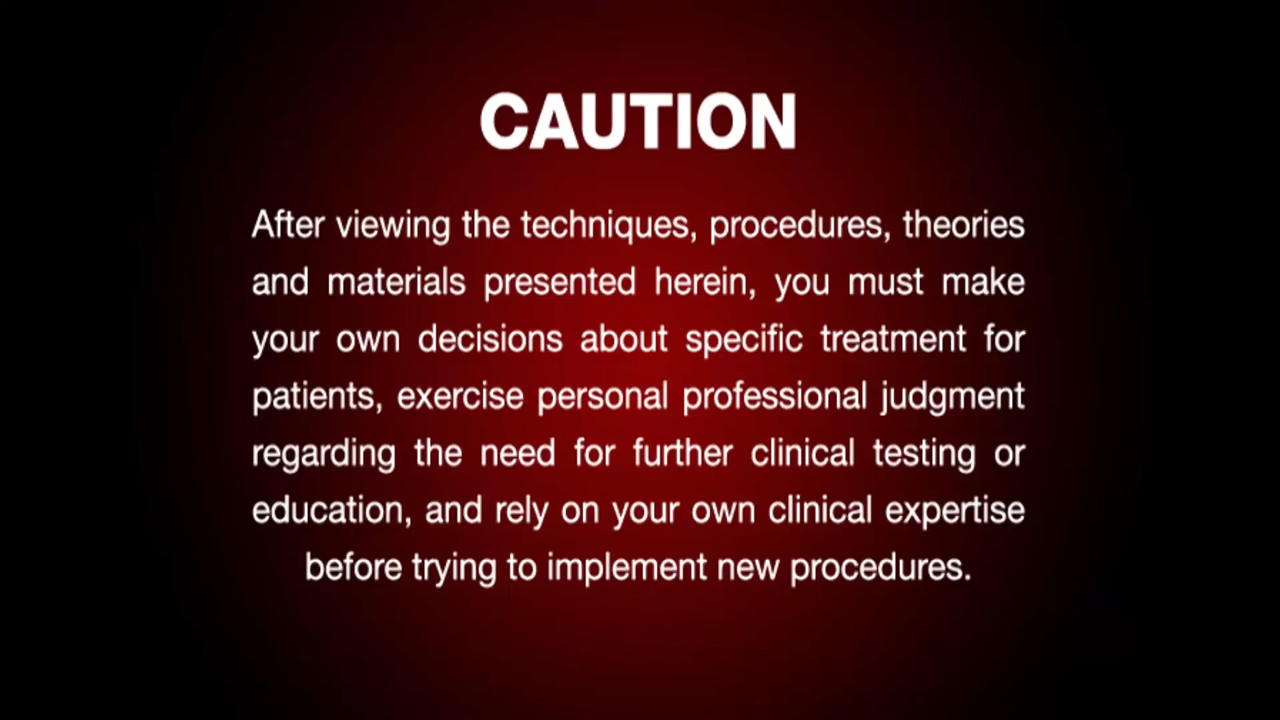 CAUTION
After viewing the techniques, procedures, theories
and materials presented herein, you must make
your own decisions about specific treatment for
patients, exercise personal professional judgment
regarding the need for further clinical testing or
education, and rely on your own clinical expertise
before trying to implement new procedures.